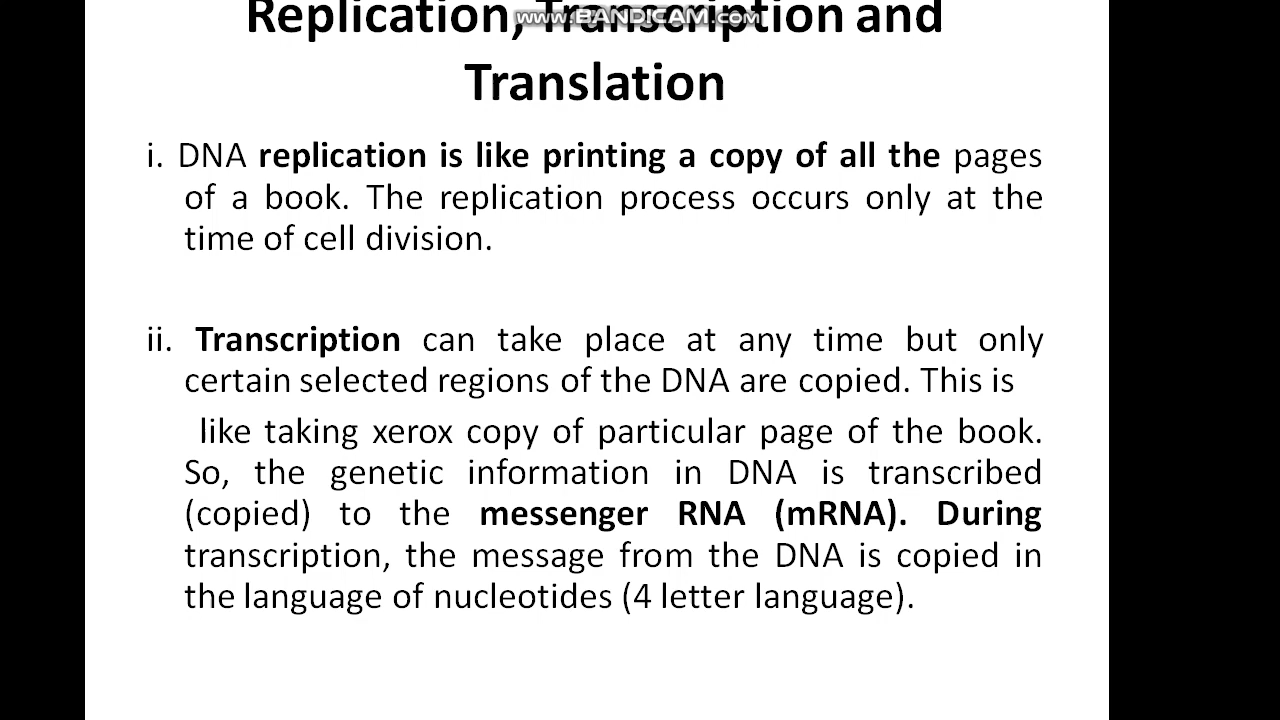 www.BANDICAM.com
Replication, Transcription and
Translation
i. DNA replication is like printing a copy of all the pages
of a book. The replication process occurs only at the
time of cell division.
ii. Transcription can take place at any time but only
certain selected regions of the DNA are copied. This is
like taking xerox copy of particular page of the book.
So, the genetic information in DNA is transcribed
(copied) to the messenger RNA (mRNA). During
transcription, the message from the DNA is copied in
the language of nucleotides (4 letter language).